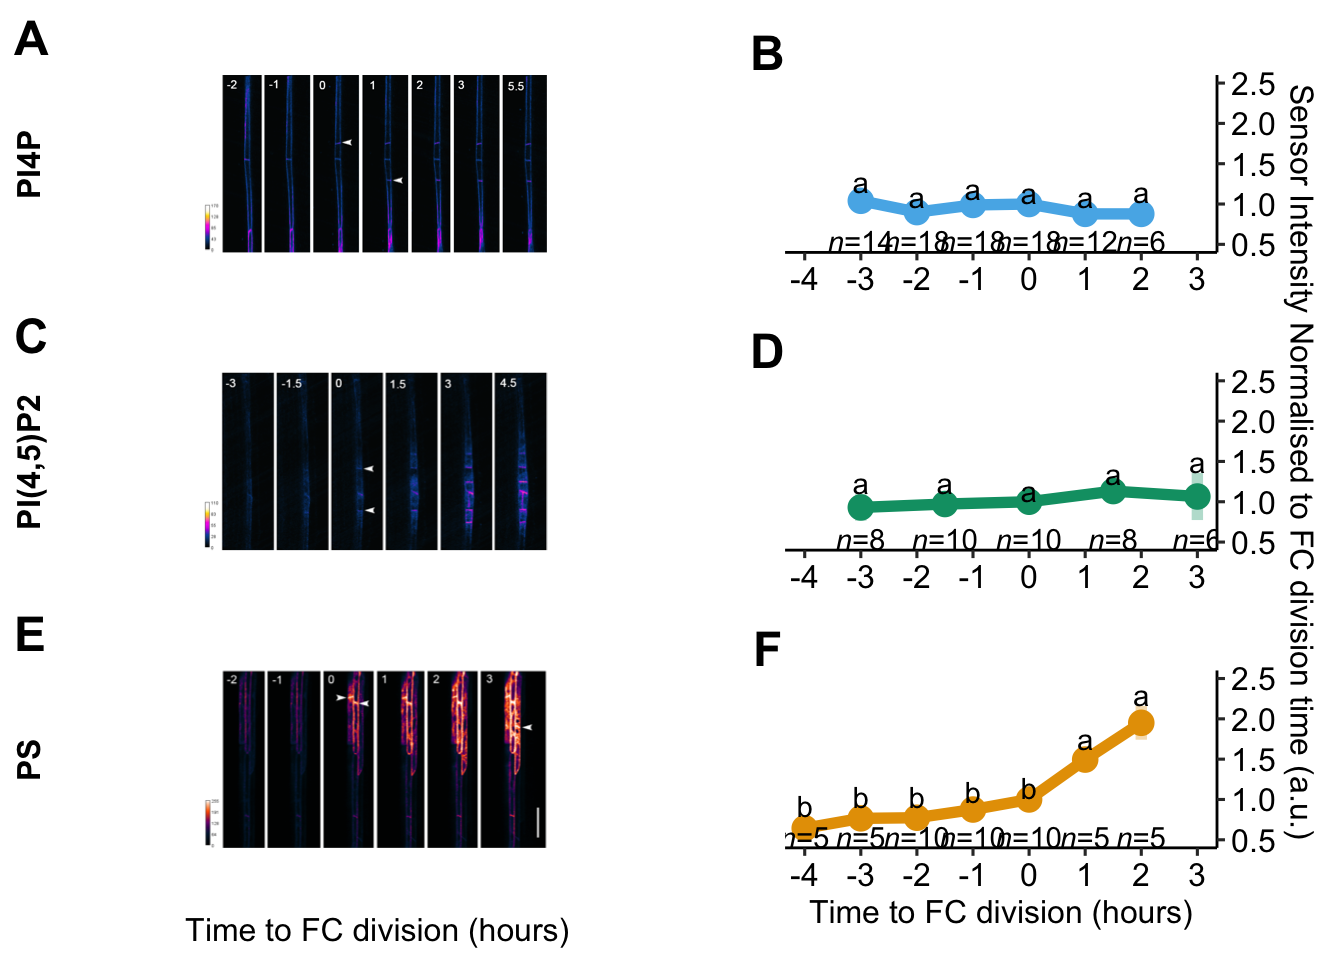 A
PI4P
-2 -1 0 1 2 3 5.5
B
2.5
2.0
1.5
1.0
0.5
a a a a a a
n=14 n=18 n=18 n=18 n=12 n=6
-4 -3 -2 -1 0 1 2 3
C
PI(4,5)P2
-3 -1.5 0 1.5 3 4.5
D
2.5
2.0
1.5
1.0
0.5
a a a a a
n=8 n=10 n=10 n=8 n=6
-4 -3 -2 -1 0 1 2 3
E
PS
-2 -1 0 1 2 3
F
2.5
2.0
1.5
1.0
0.5
b b b b b a a
n=5 n=5 n=10 n=10 n=10 n=5 n=5
-4 -3 -2 -1 0 1 2 3
Time to FC division (hours)
Time to FC division (hours)
Sensor Intensity Normalised to FC division time (a.u.)